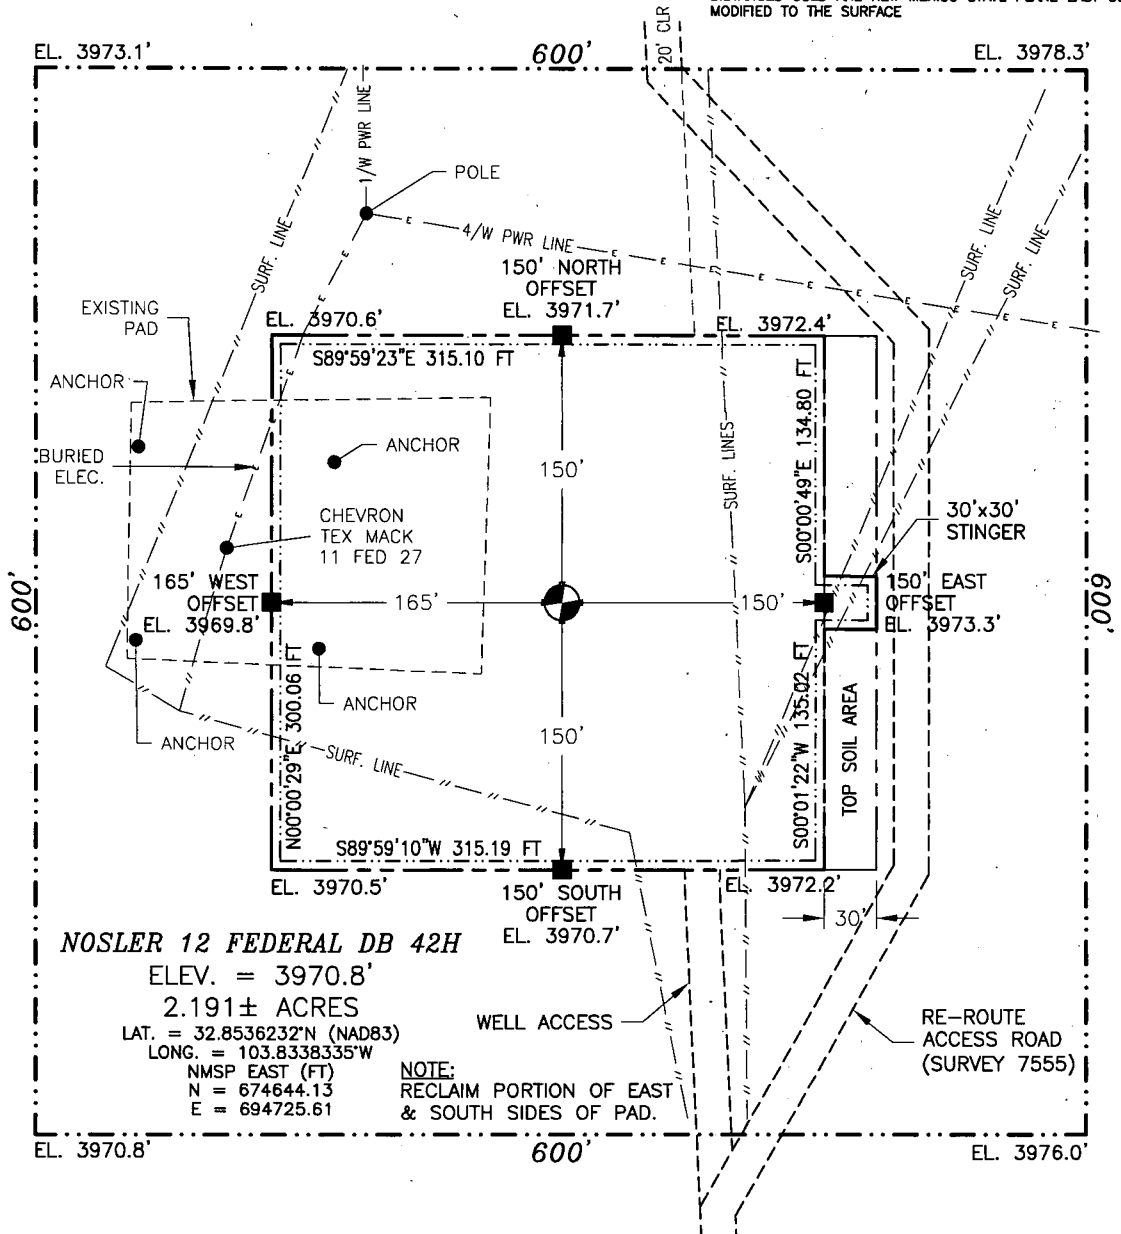 MODIFIED TO THE SURFACE
20' CLR
EL. 3973.1'
600'
EL. 3978.3'
1/W PWR LINE
POLE
4/W PWR LINE
SURF. LINE
SURF. LINE
SURF. LINE
150' NORTH
OFFSET
EL. 3971.7'
EXISTING
PAD
EL. 3970.6'
EL. 3972.4'
S89°59'23"E 315.10 FT
ANCHOR
ANCHOR
S00°00'49"E 134.80 FT
BURIED
ELEC.
150'
SURF. LINES
CHEVRON
TEX MACK
11 FED 27
30'x30'
STINGER
600'
165' WEST
OFFSET
EL. 3969.8'
165'
150'
150' EAST
OFFSET
EL. 3973.3'
600'
N00°00'29"E 300.06 FT
ANCHOR
ANCHOR
150'
SURF. LINE
S00°01'22"W 135.02 FT
TOP SOIL AREA
S89°59'10"W 315.19 FT
EL. 3970.5'
EL. 3972.2'
150' SOUTH
OFFSET
EL. 3970.7'
30'
NOSLER 12 FEDERAL DB 42H
ELEV. = 3970.8'
2.191± ACRES
LAT. = 32.8536232°N (NAD83)
LONG. = 103.8338335°W
NMSP EAST (FT)
N = 674644.13
E = 694725.61
WELL ACCESS
RE-ROUTE
ACCESS ROAD
(SURVEY 7555)
NOTE:
RECLAIM PORTION OF EAST
& SOUTH SIDES OF PAD.
EL. 3970.8'
600'
EL. 3976.0'